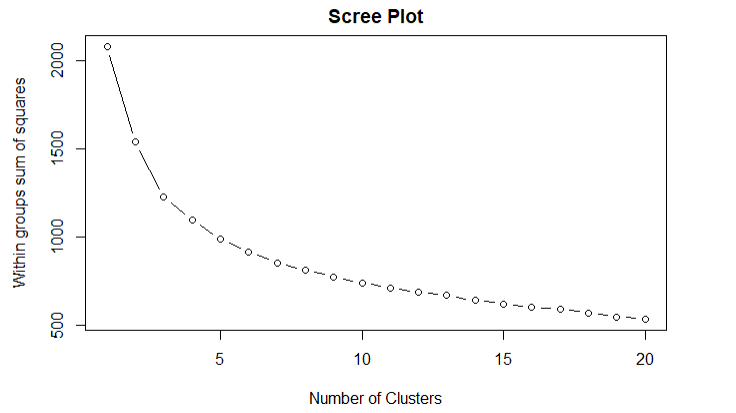 Scree Plot
Within groups sum of squares
2000
1500
1000
500
5 10 15 20
Number of Clusters